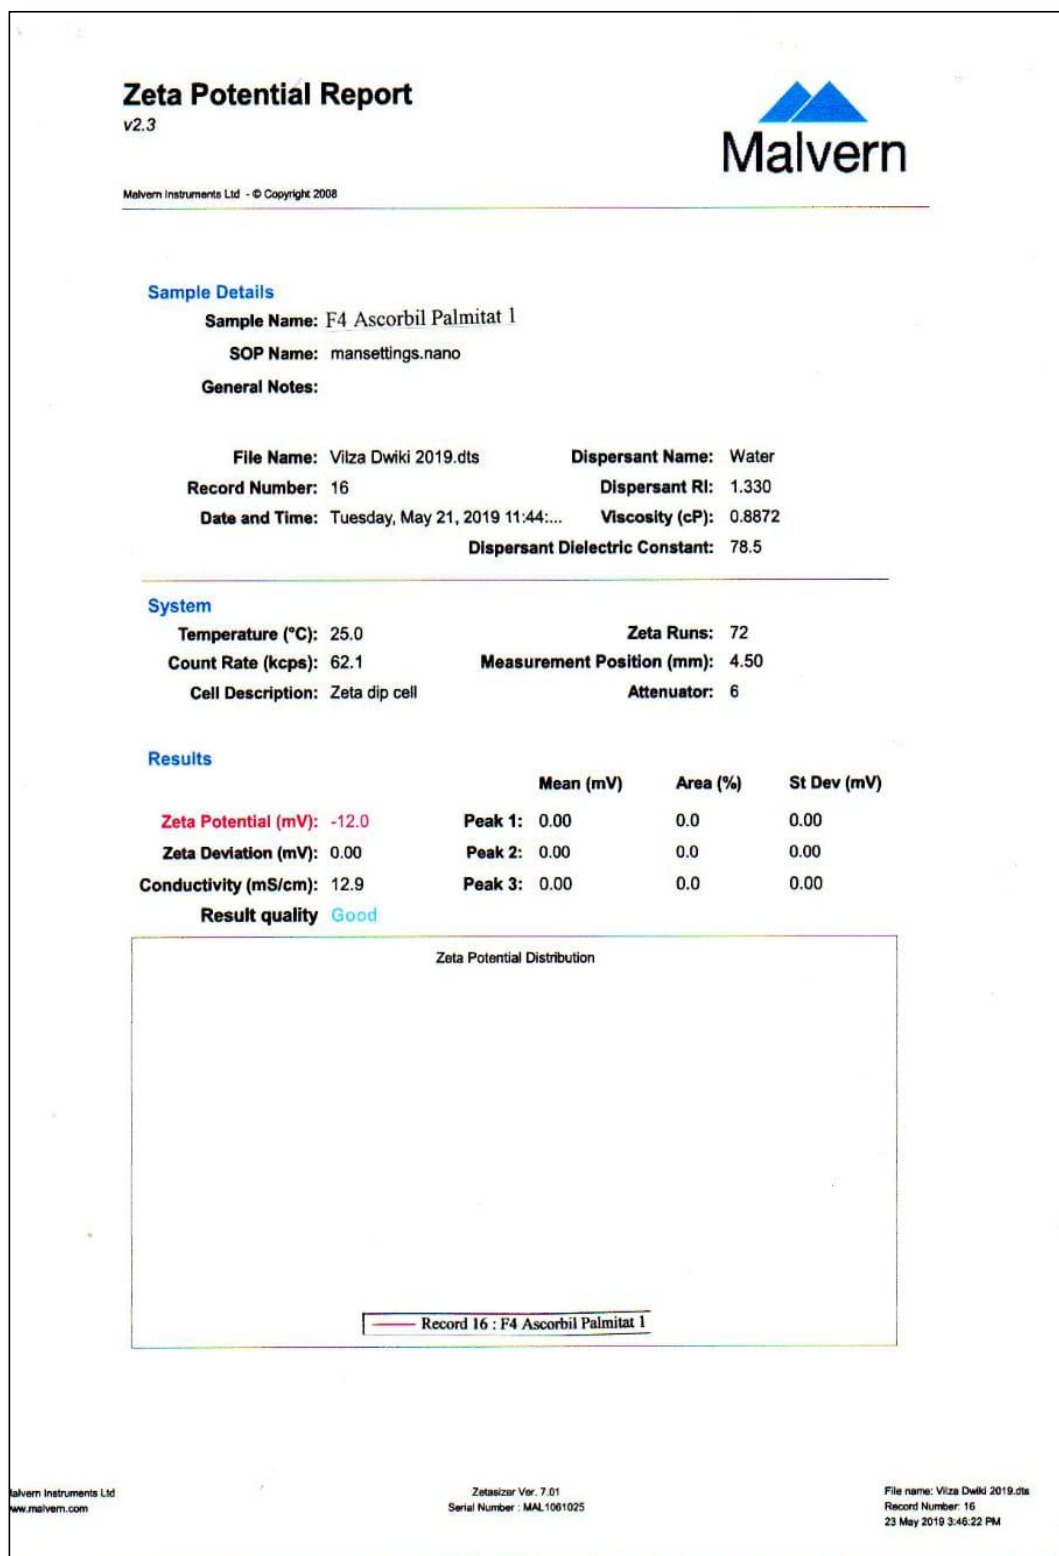 Zeta Potential Report
v2.3
Malvern
Malvern Instruments Ltd - © Copyright 2008
Sample Details
Sample Name: F4 Ascorbil Palmitat 1
SOP Name: mansettings.nano
General Notes:
File Name: Vilza Dwiki 2019.dts Dispersant Name: Water
Record Number: 16 Dispersant RI: 1.330
Date and Time: Tuesday, May 21, 2019 11:44:... Viscosity (cP): 0.8872
Dispersant Dielectric Constant: 78.5
System
Temperature (°C): 25.0 Zeta Runs: 72
Count Rate (kcps): 62.1 Measurement Position (mm): 4.50
Cell Description: Zeta dip cell Attenuator: 6
Results
Mean (mV) Area (%) St Dev (mV)
Zeta Potential (mV): -12.0 Peak 1: 0.00 0.0 0.00
Zeta Deviation (mV): 0.00 Peak 2: 0.00 0.0 0.00
Conductivity (mS/cm): 12.9 Peak 3: 0.00 0.0 0.00
Result quality Good
Zeta Potential Distribution
Record 16 : F4 Ascorbil Palmitat 1
alvern Instruments Ltd Zetasizer Ver. 7.01 File name: Vilza Dwiki 2019.dts
ww.malvern.com Serial Number : MAL1061025 Record Number: 16
23 May 2019 3:46:22 PM